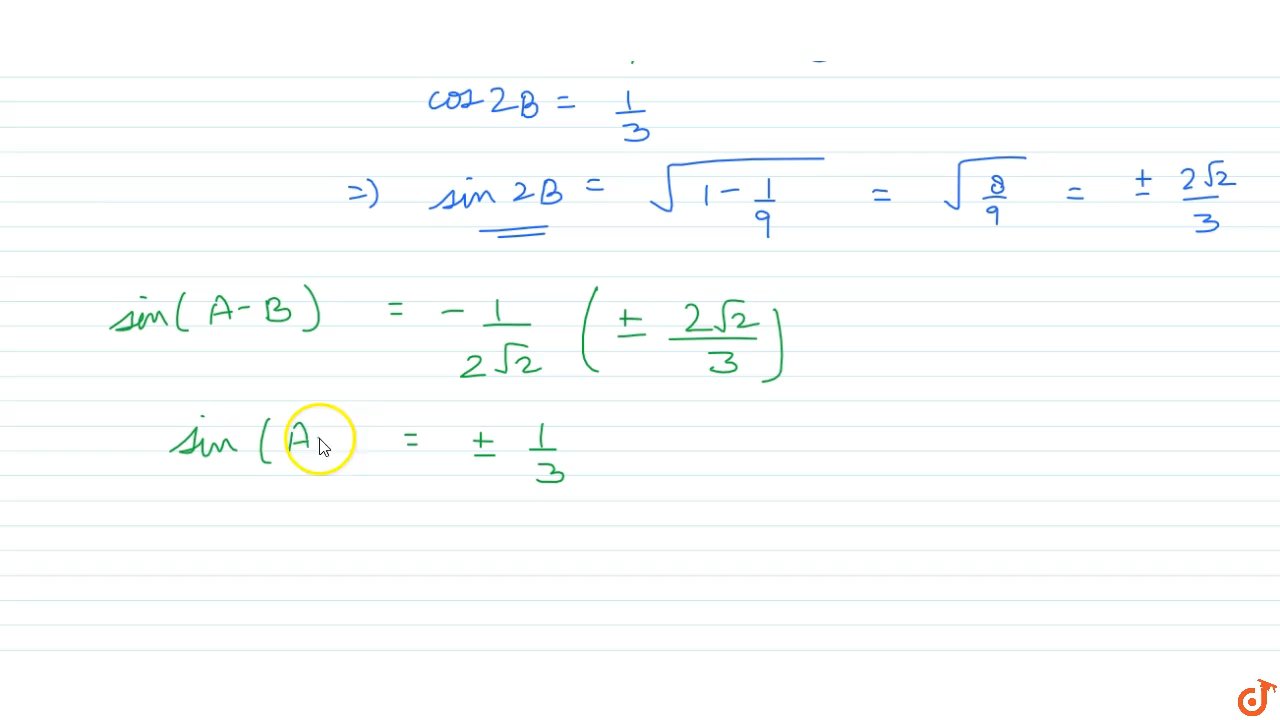 cos 2B = 1/3
=) sin 2B = √(1 - 1/9) = √(8/9) = ± 2√2/3
sin(A-B) = - 1/2√2 (± 2√2/3)
sin (A = ± 1/3